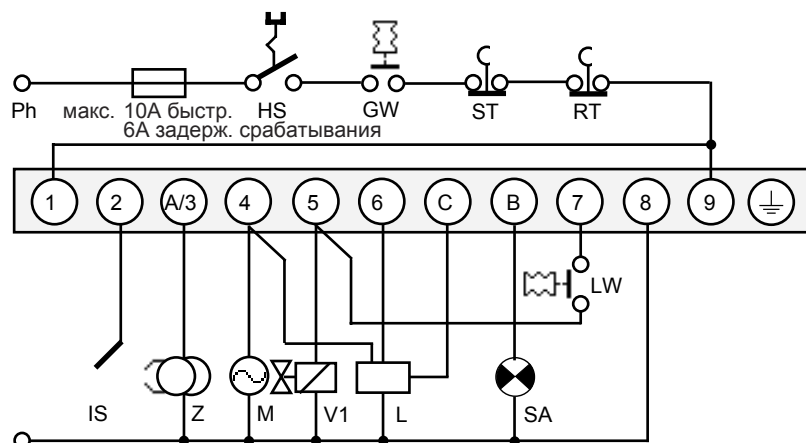 Ph
макс. 10A быстр.
6A задерж. срабатывания
HS
GW
ST
RT
1
2
A/3
4
5
6
C
B
7
8
9
LW
IS
Z
M
V1
L
SA